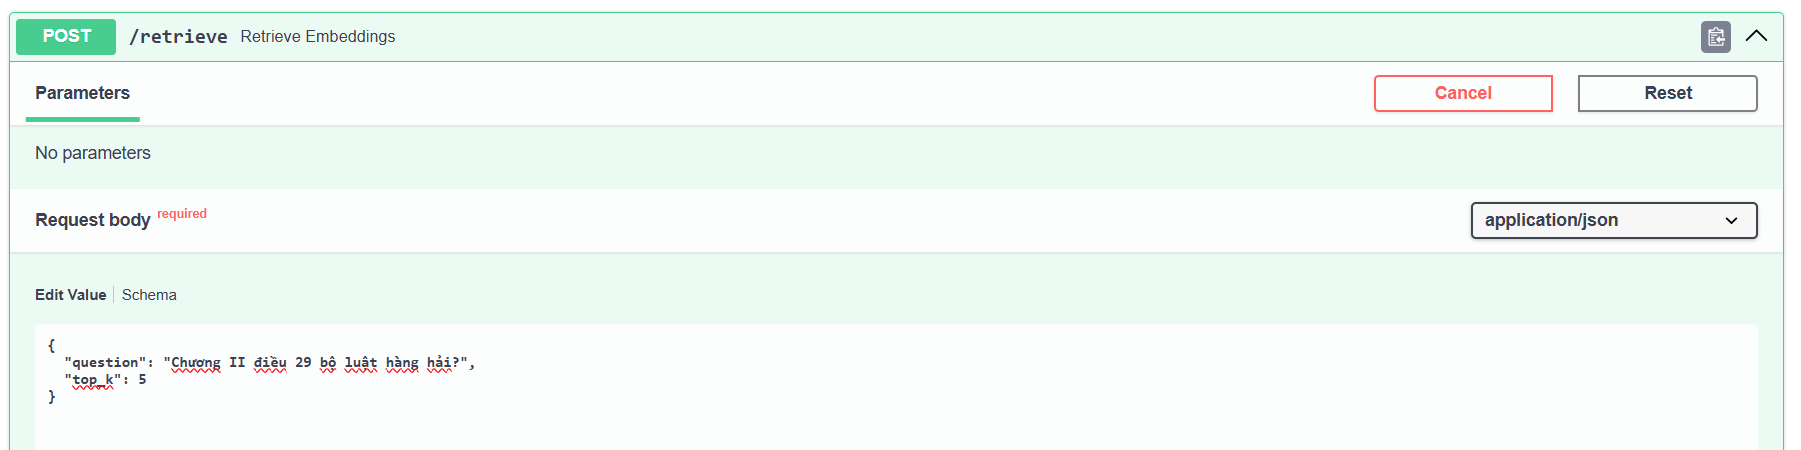 POST /retrieve Retrieve Embeddings
Parameters
Cancel
Reset
No parameters
Request body required
application/json
Edit Value | Schema
{
  "question": "Chương II điều 29 bộ luật hàng hải?",
  "top_k": 5
}